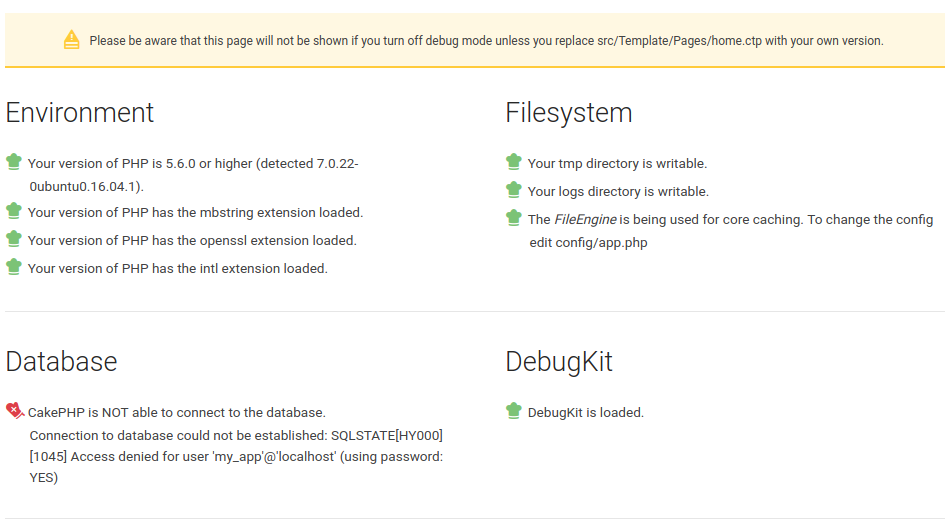 Please be aware that this page will not be shown if you turn off debug mode unless you replace src/Template/Pages/home.ctp with your own version.
Environment
Your version of PHP is 5.6.0 or higher (detected 7.0.22-
0ubuntu0.16.04.1).
Your version of PHP has the mbstring extension loaded.
Your version of PHP has the openssl extension loaded.
Your version of PHP has the intl extension loaded.
Filesystem
Your tmp directory is writable.
Your logs directory is writable.
The FileEngine is being used for core caching. To change the config
edit config/app.php
Database
CakePHP is NOT able to connect to the database.
Connection to database could not be established: SQLSTATE[HY000]
[1045] Access denied for user 'my_app'@'localhost' (using password:
YES)
DebugKit
DebugKit is loaded.